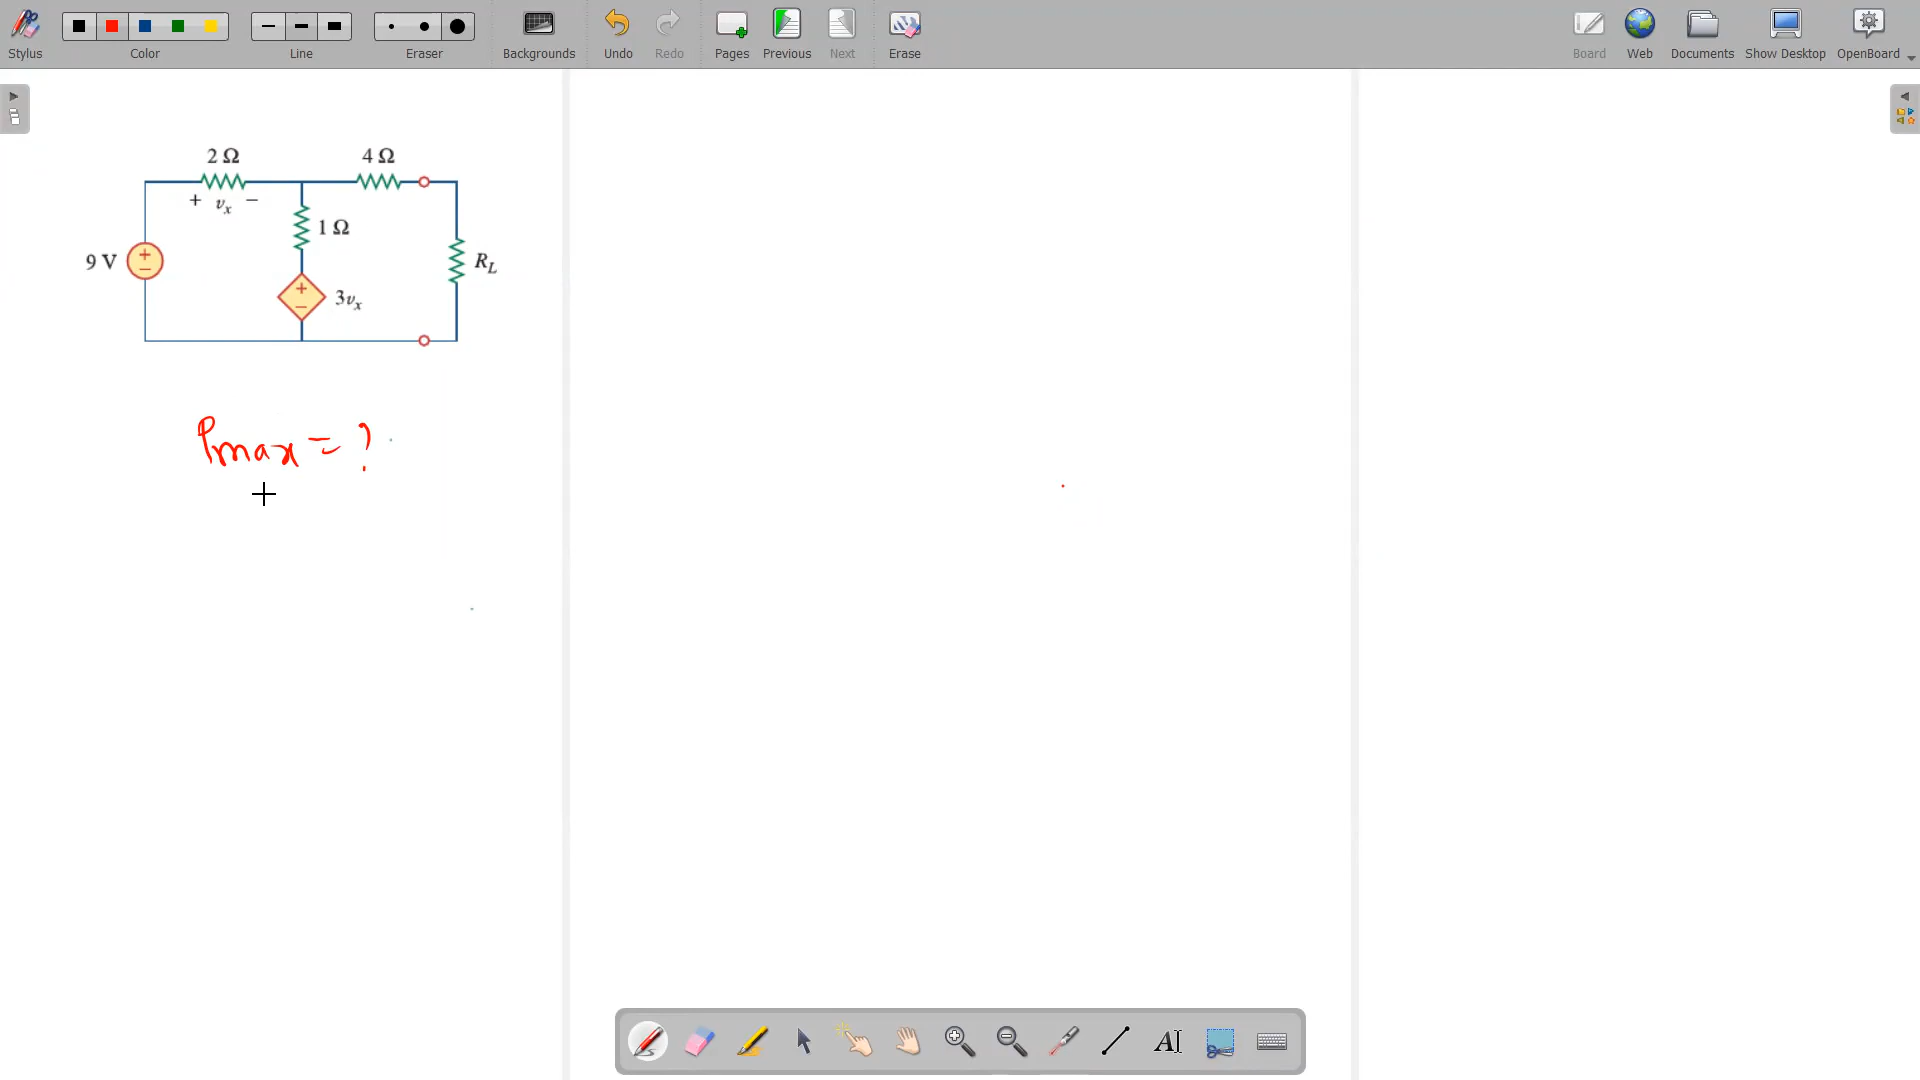 Stylus Color Line Eraser Backgrounds Undo Redo Pages Previous Next Erase Board Web Documents Show Desktop OpenBoard
2 Ω 4 Ω
+ vₓ −
1 Ω
9 V + − + − 3vₓ R_L
Pmax = ?